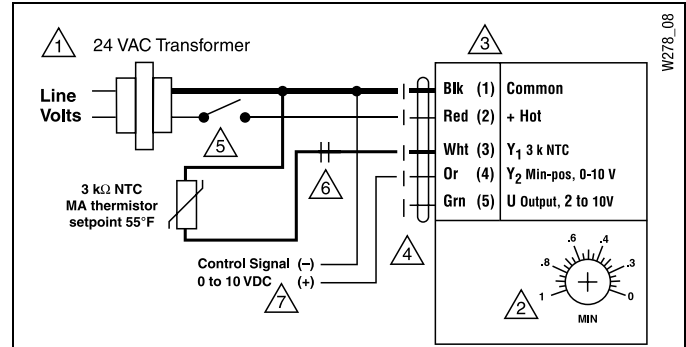 W278_08
1 24 VAC Transformer
3
Line
Volts
Blk (1) Common
Red (2) + Hot
5
Wht (3) Y₁ 3 k NTC
6
Or (4) Y₂ Min-pos, 0-10 V
Grn (5) U Output, 2 to 10V
3 kΩ NTC
MA thermistor
setpoint 55°F
4
Control Signal (–)
0 to 10 VDC (+)
7
.6 .4
.8 .3
2
1 0
MIN